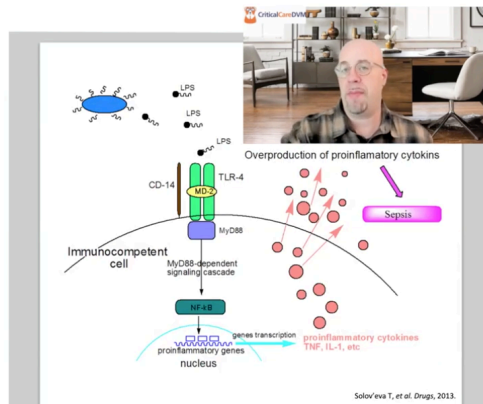 CriticalCareDVM
LPS
LPS
LPS
Overproduction of proinflamatory cytokins
CD-14
TLR-4
MD-2
Sepsis
MyD88
Immunocompetent
cell
MyD88-dependent
signaling cascade
NF-kB
genes transcription
proinflammatory genes
nucleus
proinflammatory cytokines
TNF, IL-1, etc
Solov'eva T, et al. Drugs, 2013.